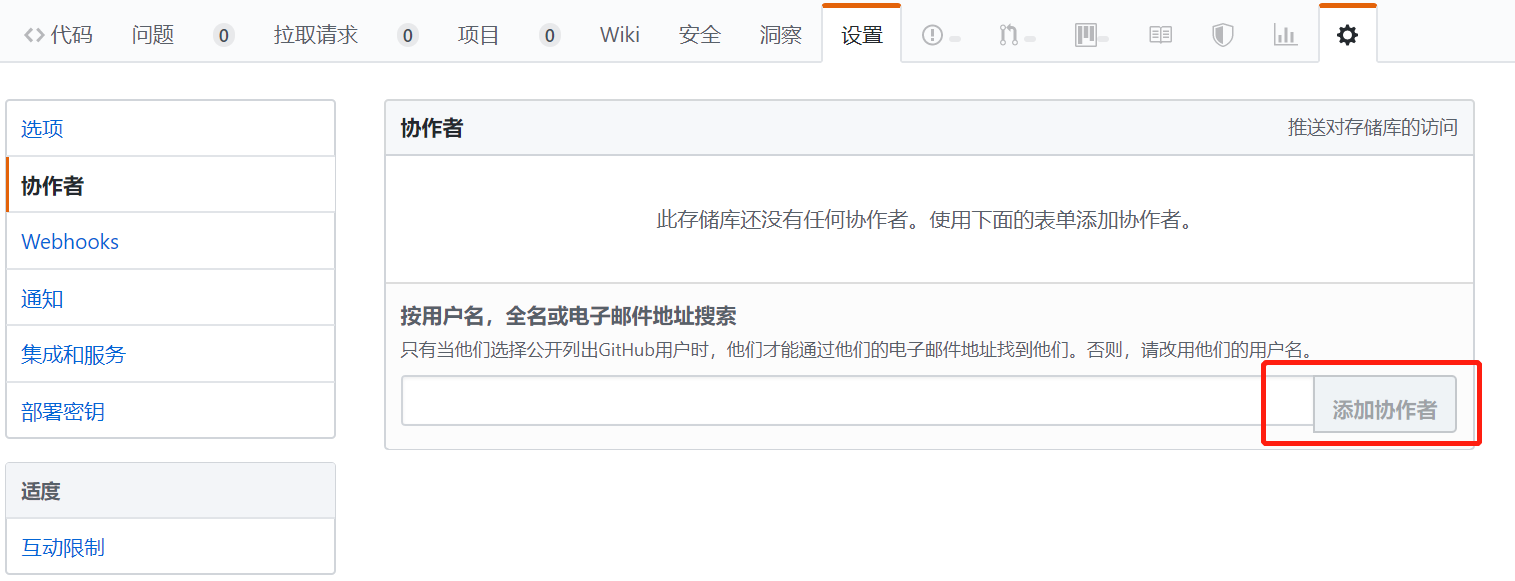 代码 问题 0 拉取请求 0 项目 0 Wiki 安全 洞察 设置
选项
协作者
Webhooks
通知
集成和服务
部署密钥
适度
互动限制
协作者 推送对存储库的访问
此存储库还没有任何协作者。使用下面的表单添加协作者。
按用户名，全名或电子邮件地址搜索
只有当他们选择公开列出GitHub用户时，他们才能通过他们的电子邮件地址找到他们。否则，请改用他们的用户名。
添加协作者